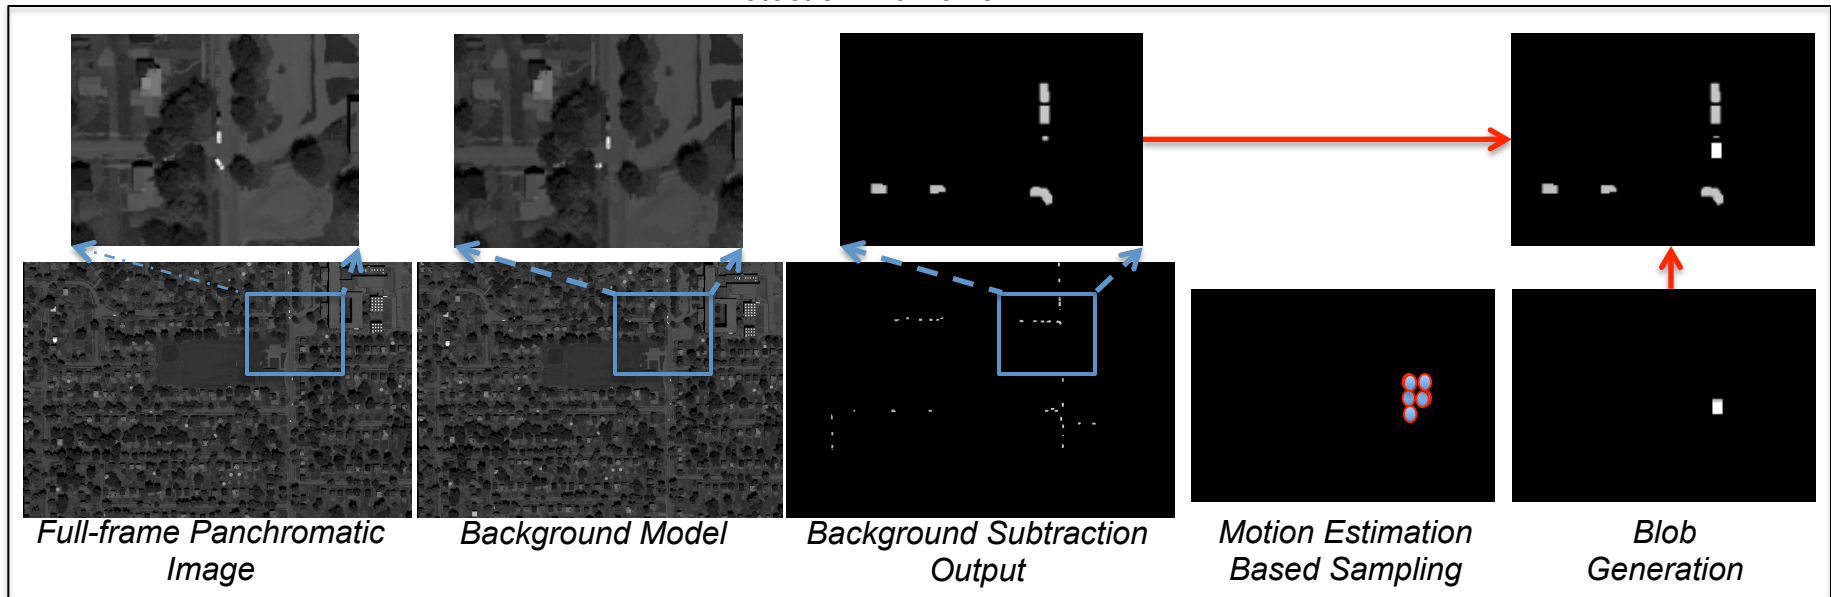 Full-frame Panchromatic
Image
Background Model
Background Subtraction
Output
Motion Estimation
Based Sampling
Blob
Generation